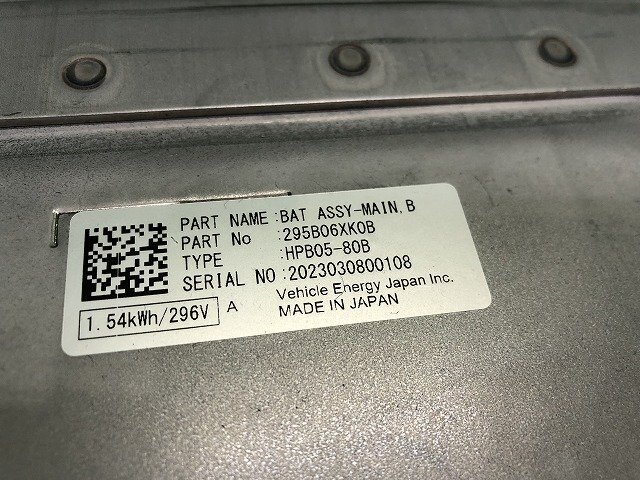 PART NAME :BAT ASSY-MAIN,B
PART No :295B06XK0B
TYPE :HPB05-80B
SERIAL NO :2023030800108
1.54kWh/296V A Vehicle Energy Japan Inc.
MADE IN JAPAN